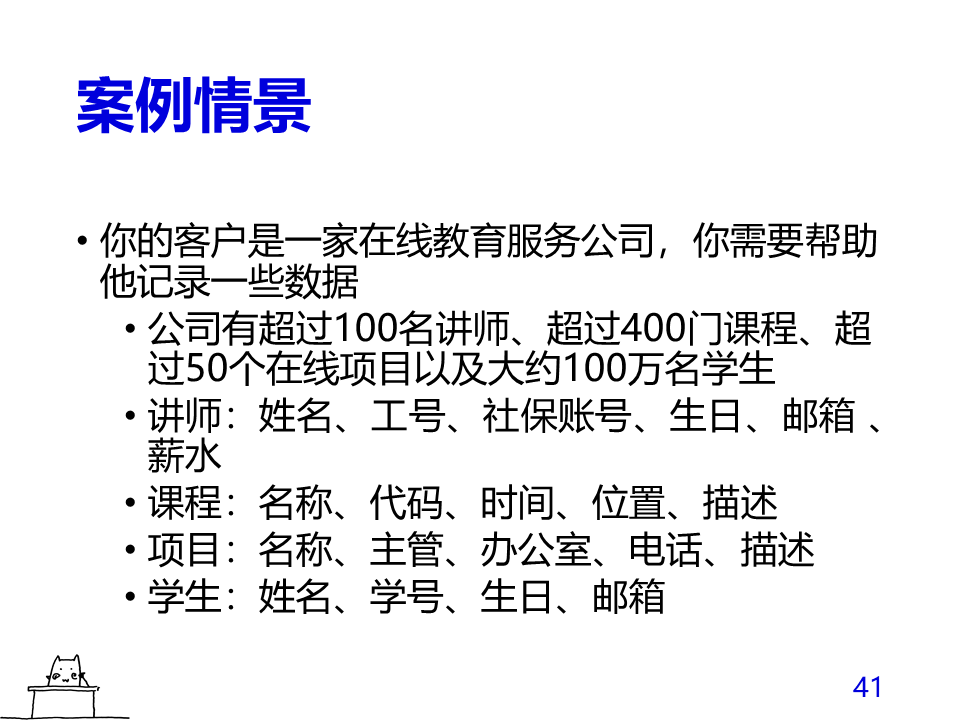 案例情景
• 你的客户是一家在线教育服务公司，你需要帮助
他记录一些数据
• 公司有超过100名讲师、超过400门课程、超
过50个在线项目以及大约100万名学生
• 讲师：姓名、工号、社保账号、生日、邮箱 、
薪水
• 课程：名称、代码、时间、位置、描述
• 项目：名称、主管、办公室、电话、描述
• 学生：姓名、学号、生日、邮箱
41